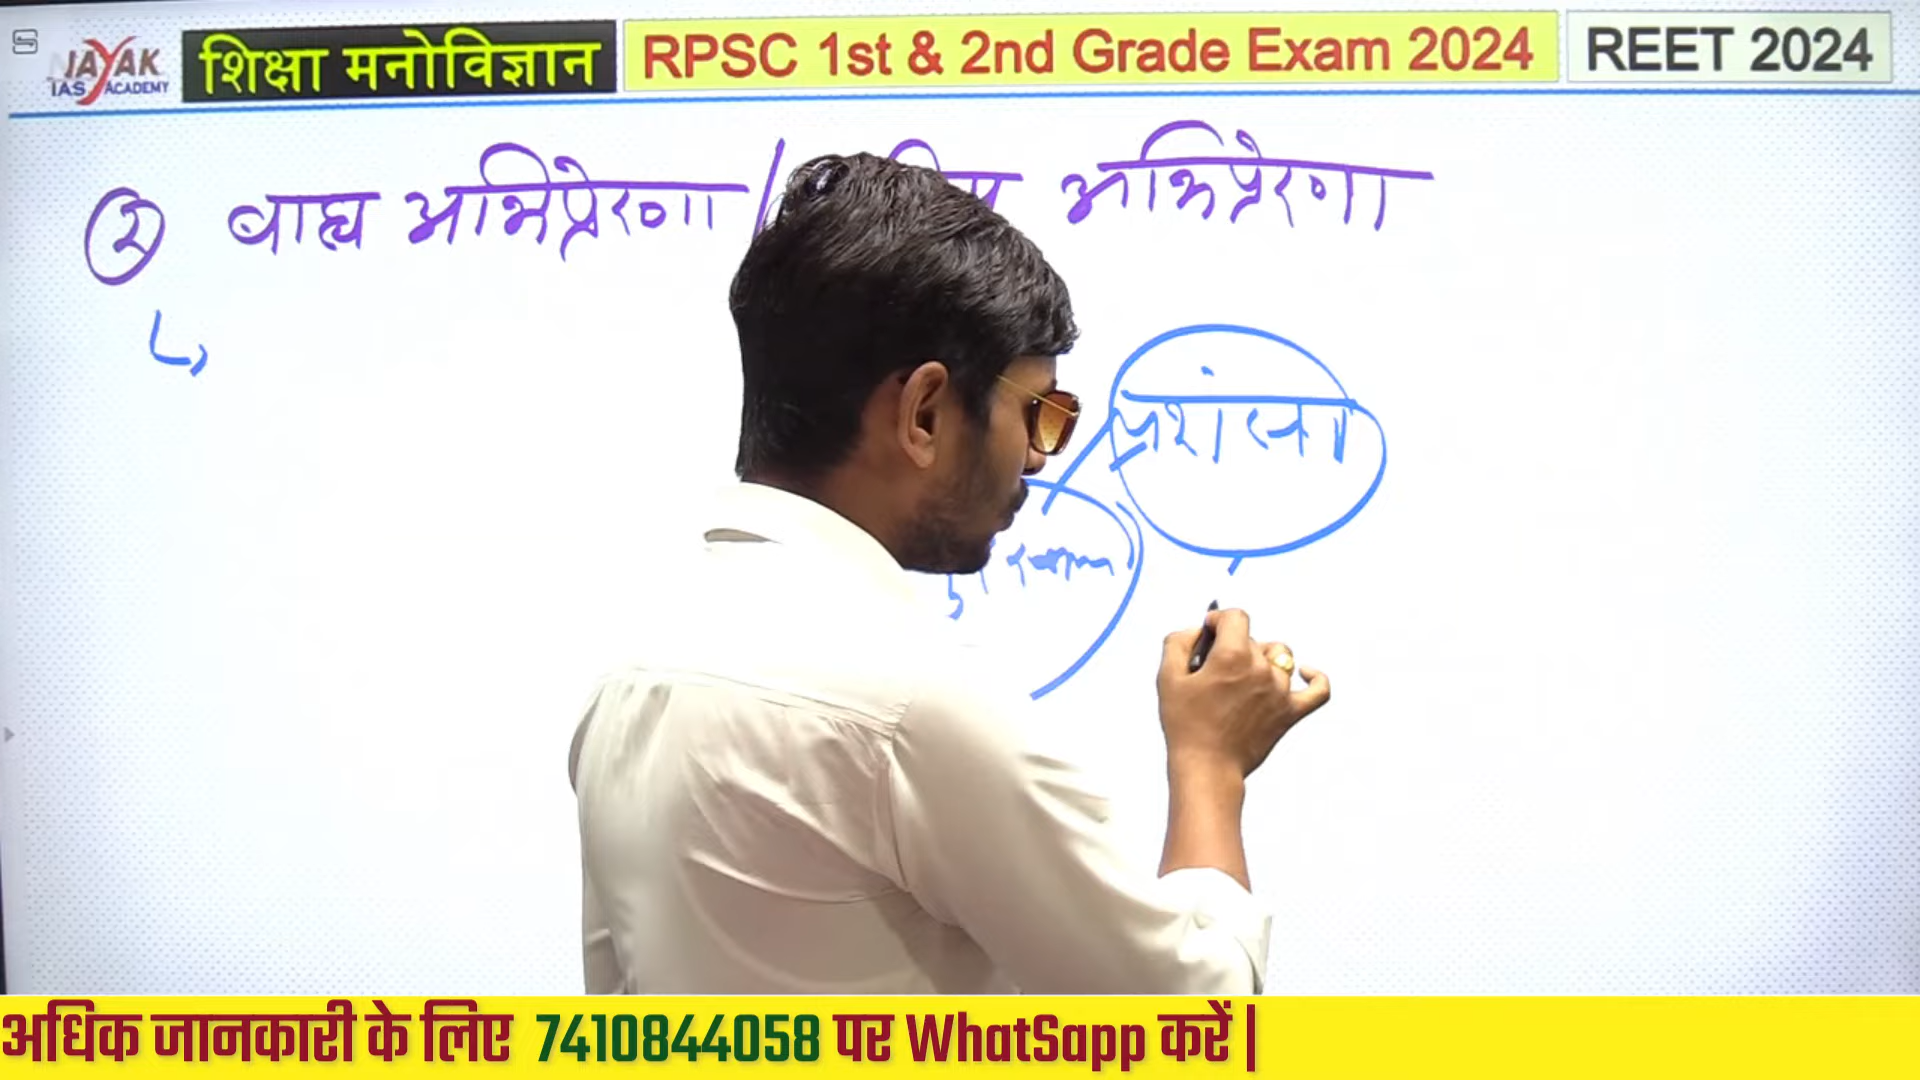 NAYAK
IAS ACADEMY
शिक्षा मनोविज्ञान
RPSC 1st & 2nd Grade Exam 2024
REET 2024
② बाह्य अभिप्रेरणा / अभिप्रेरणा
प्रशंसा
अधिक जानकारी के लिए 7410844058 पर WhatSapp करें |